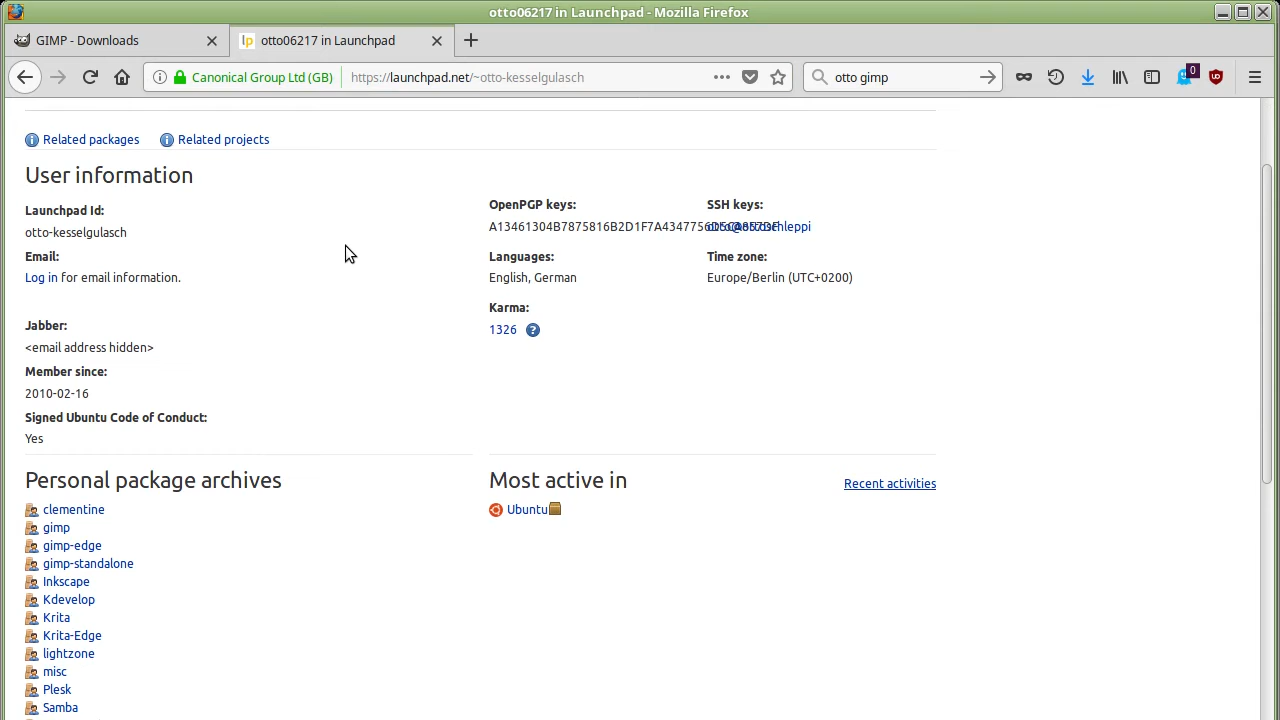 otto06217 in Launchpad - Mozilla Firefox
GIMP - Downloads
lp otto06217 in Launchpad
Canonical Group Ltd (GB)
https://launchpad.net/~otto-kesselgulasch
otto gimp
0
Related packages
Related projects
User information
Launchpad Id:
otto-kesselgulasch
Email:
Log in for email information.
Jabber:
<email address hidden>
Member since:
2010-02-16
Signed Ubuntu Code of Conduct:
Yes
OpenPGP keys:
SSH keys:
Languages:
English, German
Time zone:
Europe/Berlin (UTC+0200)
Karma:
1326 ?
Personal package archives
clementine
gimp
gimp-edge
gimp-standalone
Inkscape
Kdevelop
Krita
Krita-Edge
lightzone
misc
Plesk
Samba
Most active in
Recent activities
Ubuntu